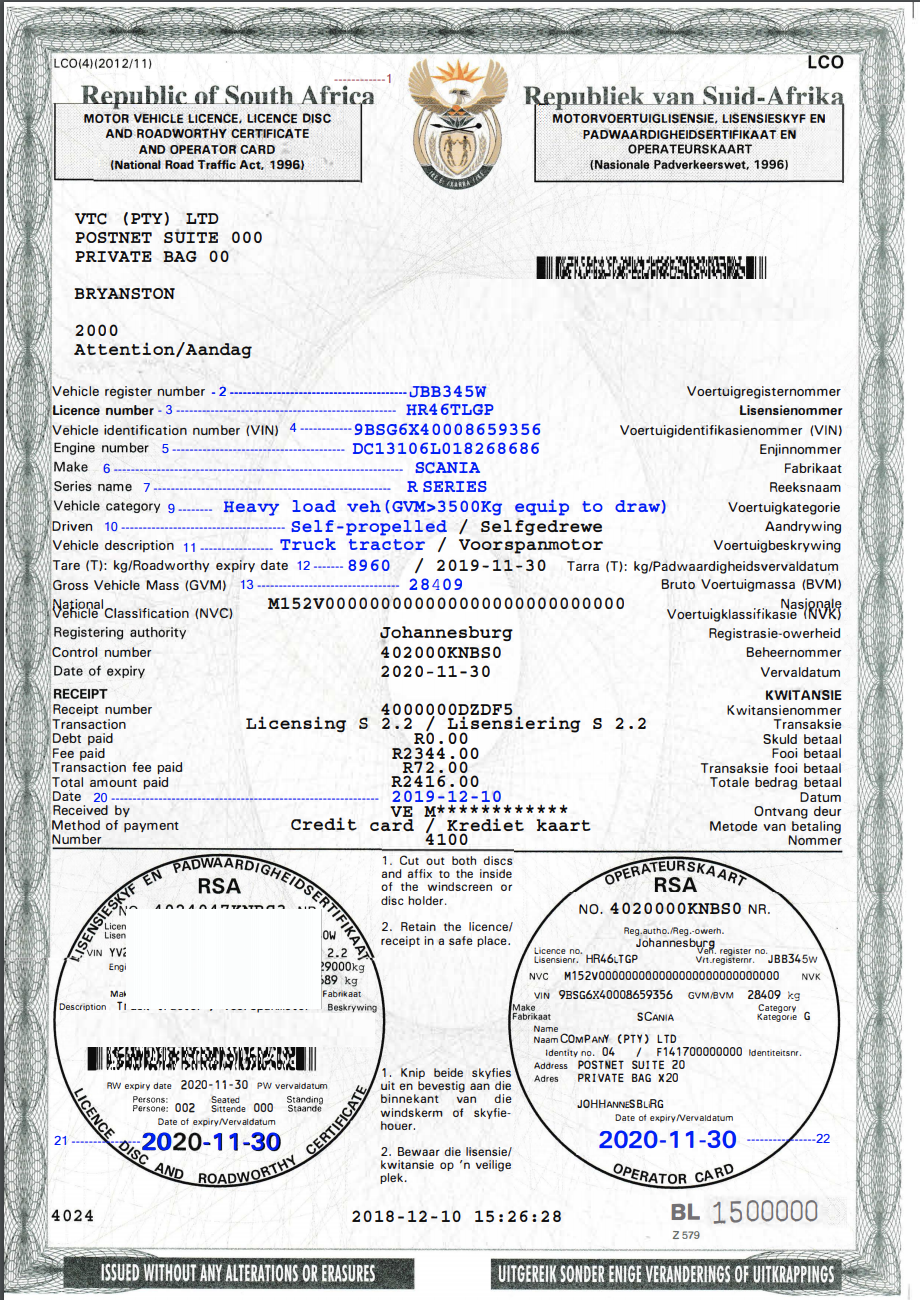 LCO(4)(2012/11)
LCO
------------1
Republic of South Africa
Republiek van Suid-Afrika
MOTOR VEHICLE LICENCE, LICENCE DISC
AND ROADWORTHY CERTIFICATE
AND OPERATOR CARD
(National Road Traffic Act, 1996)
MOTORVOERTUIGLISENSIE, LISENSIESKYF EN
PADWAARDIGHEIDSERTIFIKAAT EN
OPERATEURSKAART
(Nasionale Padverkeerswet, 1996)
VTC (PTY) LTD
POSTNET SUITE 000
PRIVATE BAG 00
BRYANSTON
2000
Attention/Aandag
Vehicle register number - 2 ---- JBB345W Voertuigregisternommer
Licence number - 3 ---- HR46TLGP Lisensienommer
Vehicle identification number (VIN) 4 ---- 9BSG6X40008659356 Voertuigidentifikasienommer (VIN)
Engine number 5 ---- DC13106L018268686 Enjinnommer
Make 6 ---- SCANIA Fabrikaat
Series name 7 ---- R SERIES Reeksnaam
Vehicle category 9 ---- Heavy load veh(GVM>3500Kg equip to draw) Voertuigkategorie
Driven 10 ---- Self-propelled / Selfgedrewe Aandrywing
Vehicle description 11 ---- Truck tractor / Voorspanmotor Voertuigbeskrywing
Tare (T): kg/Roadworthy expiry date 12 ---- 8960 / 2019-11-30 Tarra (T): kg/Padwaardigheidsvervaldatum
Gross Vehicle Mass (GVM) 13 ---- 28409 Bruto Voertuigmassa (BVM)
National Vehicle Classification (NVC) M152V0000000000000000000000000000 Nasionale Voertuigklassifikasie (NVK)
Registering authority Johannesburg Registrasie-owerheid
Control number 402000KNBS0 Beheernommer
Date of expiry 2020-11-30 Vervaldatum
RECEIPT KWITANSIE
Receipt number 4000000DZDF5 Kwitansienommer
Transaction Licensing S 2.2 / Lisensiering S 2.2 Transaksie
Debt paid R0.00 Skuld betaal
Fee paid R2344.00 Fooi betaal
Transaction fee paid R72.00 Transaksie fooi betaal
Total amount paid R2416.00 Totale bedrag betaal
Date 20 ---- 2019-12-10 Datum
Received by VE M************ Ontvang deur
Method of payment Credit card / Krediet kaart Metode van betaling
Number 4100 Nommer
LISENSIESKYF EN PADWAARDIGHEIDSERTIFIKAAT
RSA
0W
VIN YV2
2.2
29000kg
689 kg
Fabrikaat
Description
Beskrywing
RW expiry date 2020-11-30 PW vervaldatum
Persons: Seated Standing
Persone: 002 Sittende 000 Staande
Date of expiry/Vervaldatum
21 ---- 2020-11-30
LICENCE DISC AND ROADWORTHY CERTIFICATE
1. Cut out both discs
and affix to the inside
of the windscreen or
disc holder.
2. Retain the licence/
receipt in a safe place.
1. Knip beide skyfies
uit en bevestig aan die
binnekant van die
windskerm of skyfie-
houer.
2. Bewaar die lisensie/
kwitansie op 'n veilige
plek.
OPERATEURSKAART
RSA
NO. 4020000KNBS0 NR.
Reg.autho./Reg.-owerh.
Johannesburg
Licence no. Veh. register no.
Lisensienr. HR46LTGP Vrt.registernr. JBB345W
NVC M152V0000000000000000000000000 NVK
VIN 9BSG6X40008659356 GVM/BVM 28409 kg
Make Category
Fabrikaat SCANIA Kategorie G
Name
Naam COMPANY (PTY) LTD
Identity no. 04 / F141700000000 Identiteitsnr.
Address POSTNET SUITE 20
Adres PRIVATE BAG X20
JOHHANNESBLRG
Date of expiry/Vervaldatum
2020-11-30 ---- 22
OPERATOR CARD
4024
2018-12-10 15:26:28
BL 1500000
Z 579
ISSUED WITHOUT ANY ALTERATIONS OR ERASURES
UITGEREIK SONDER ENIGE VERANDERINGS OF UITKRAPPINGS